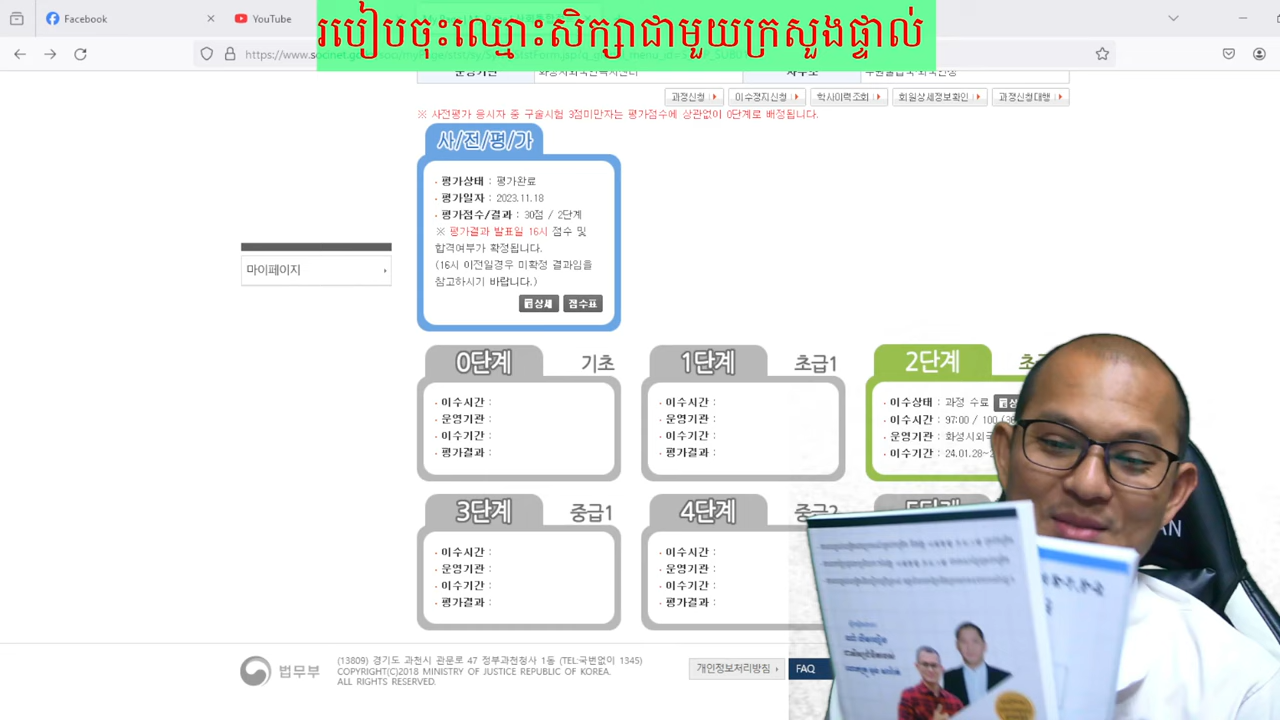 Facebook
YouTube
របៀបចុះឈ្មោះសិក្សាជាមួយក្រសួងផ្ទាល់
https://www.socinet.go
운영기관
과정신청
이수정지신청
학사이력조회
회원상세정보확인
과정신청대행
※ 사전평가 응시자 중 구술시험 3점미만자는 평가점수에 상관없이 0단계로 배정됩니다.
사/전/평/가
· 평가상태 : 평가완료
· 평가일자 : 2023.11.18
· 평가점수/결과 : 30점 / 2단계
※ 평가결과 발표일 16시 점수 및
합격여부가 확정됩니다.
(16시 이전일경우 미확정 결과임을
참고하시기 바랍니다.)
상세
점수표
마이페이지
0단계 기초
· 이수시간 :
· 운영기관 :
· 이수기간 :
· 평가결과 :
1단계 초급1
· 이수시간 :
· 운영기관 :
· 이수기간 :
· 평가결과 :
2단계
· 이수상태 : 과정 수료
· 이수시간 : 97:00 / 100
· 운영기관 : 화성시외국
· 이수기간 : 24.01.28~
3단계 중급1
· 이수시간 :
· 운영기관 :
· 이수기간 :
· 평가결과 :
4단계 중급2
· 이수시간 :
· 운영기관 :
· 이수기간 :
· 평가결과 :
법무부
(13809) 경기도 과천시 관문로 47 정부과천청사 1동 (TEL:국번없이 1345)
COPYRIGHT(C)2018 MINISTRY OF JUSTICE REPUBLIC OF KOREA.
ALL RIGHTS RESERVED.
개인정보처리방침
FAQ